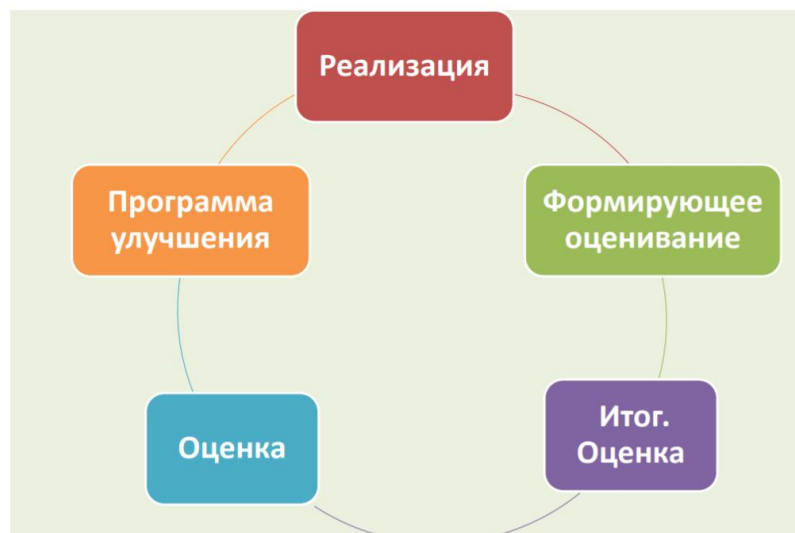 Реализация
Формирующее
оценивание
Итог.
Оценка
Оценка
Программа
улучшения